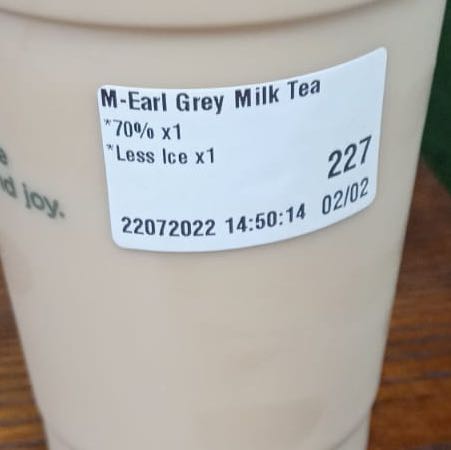 M-Earl Grey Milk Tea
*70% x1
*Less Ice x1
227
22072022 14:50:14 02/02
joy.